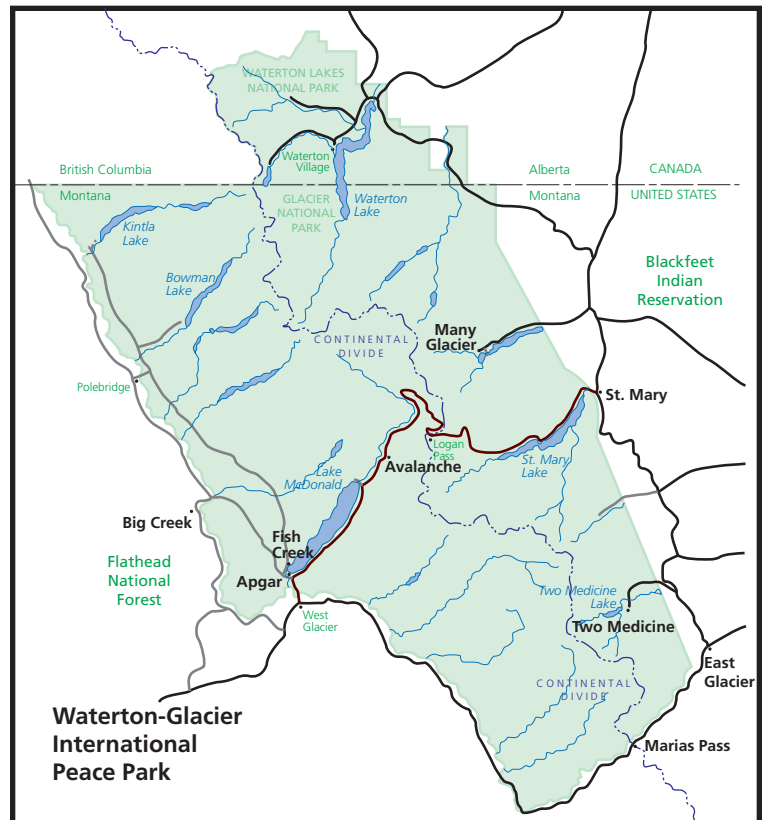 WATERTON LAKES
NATIONAL PARK
Waterton
Village
British Columbia
Alberta
CANADA
Montana
Montana
UNITED STATES
GLACIER
NATIONAL
PARK
Waterton
Lake
Kintla
Lake
Bowman
Lake
Blackfeet
Indian
Reservation
Many
Glacier
CONTINENTAL
DIVIDE
Polebridge
St. Mary
Logan
Pass
Avalanche
St. Mary
Lake
Lake
McDonald
Big Creek
Fish
Creek
Apgar
Flathead
National
Forest
West
Glacier
Two Medicine
Lake
Two Medicine
East
Glacier
CONTINENTAL
DIVIDE
Marias Pass
Waterton-Glacier
International
Peace Park